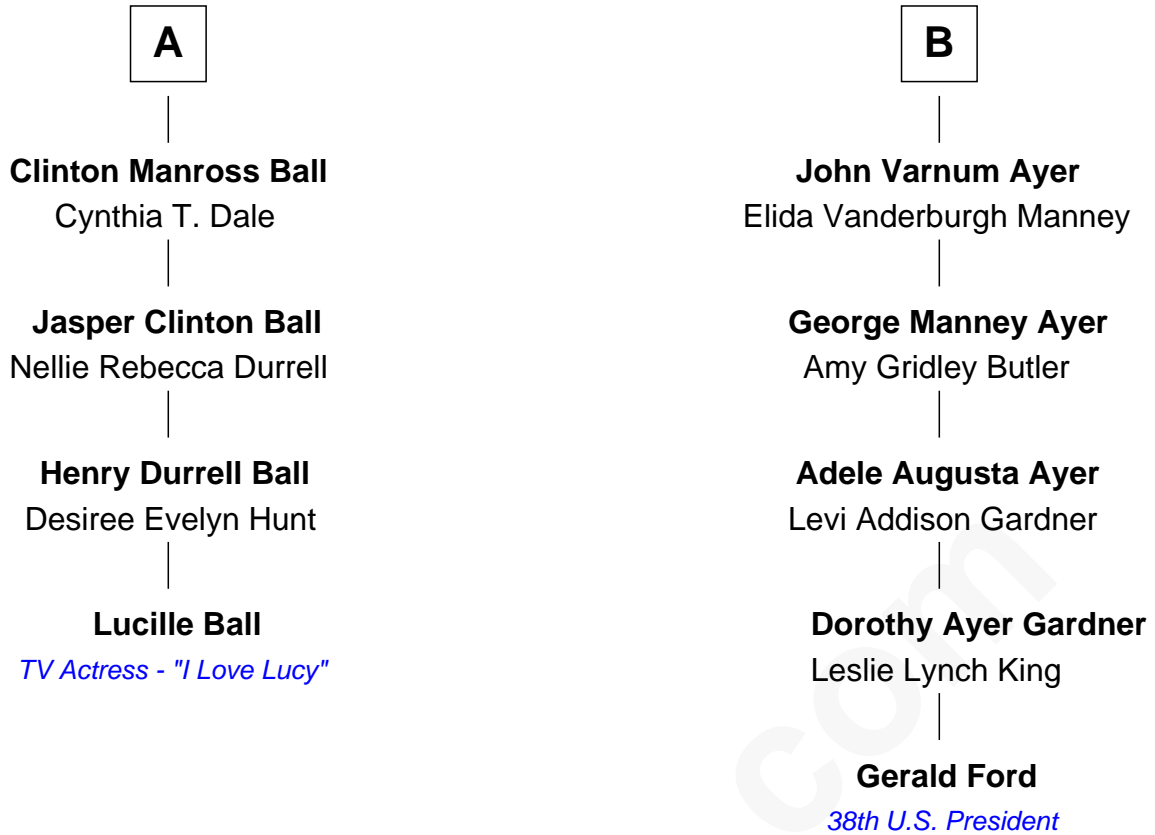 A
Clinton Manross Ball
Cynthia T. Dale
Jasper Clinton Ball
Nellie Rebecca Durrell
Henry Durrell Ball
Desiree Evelyn Hunt
Lucille Ball
TV Actress - "I Love Lucy"
B
John Varnum Ayer
Elida Vanderburgh Manney
George Manney Ayer
Amy Gridley Butler
Adele Augusta Ayer
Levi Addison Gardner
Dorothy Ayer Gardner
Leslie Lynch King
Gerald Ford
38th U.S. President
com